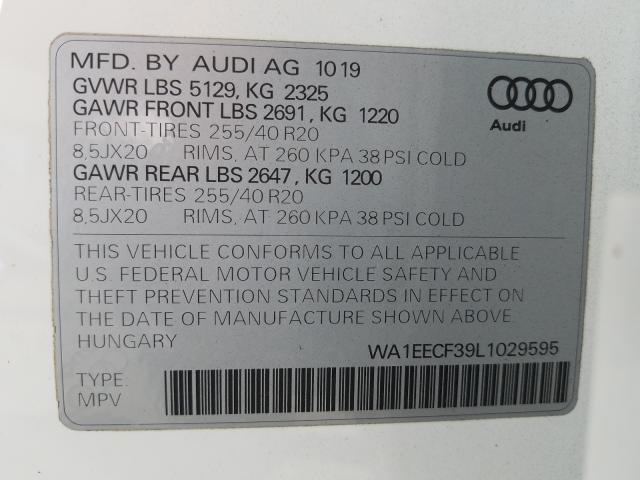 MFD. BY AUDI AG 1019
GVWR LBS 5129, KG 2325
GAWR FRONT LBS 2691, KG 1220
FRONT-TIRES 255/40 R20
8,5JX20 RIMS, AT 260 KPA 38 PSI COLD
GAWR REAR LBS 2647, KG 1200
REAR-TIRES 255/40 R20
8,5JX20 RIMS, AT 260 KPA 38 PSI COLD
Audi
THIS VEHICLE CONFORMS TO ALL APPLICABLE
U.S. FEDERAL MOTOR VEHICLE SAFETY AND
THEFT PREVENTION STANDARDS IN EFFECT ON
THE DATE OF MANUFACTURE SHOWN ABOVE
HUNGARY
WA1EECF39L1029595
TYPE:
MPV